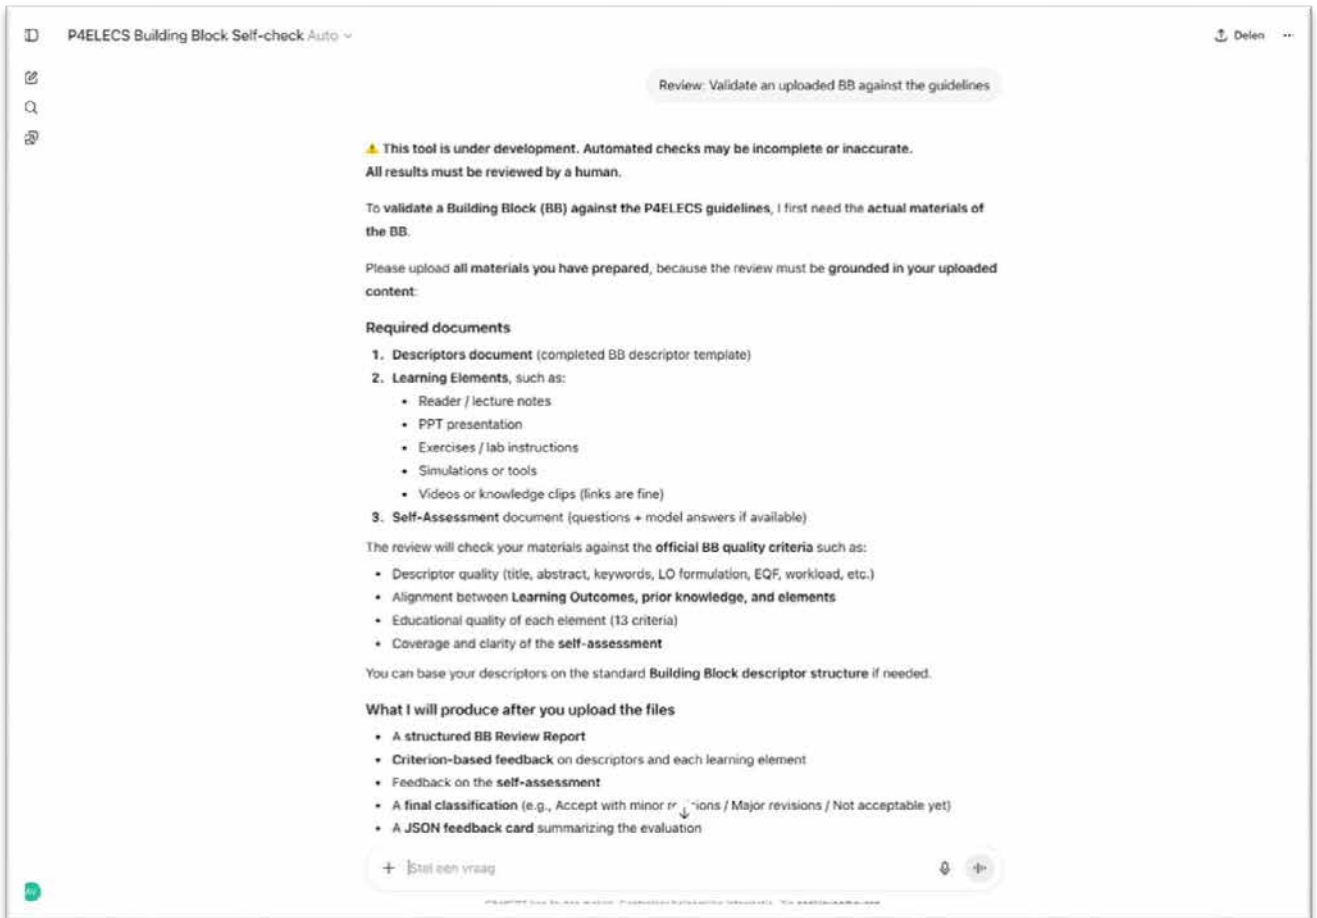 P4ELECS Building Block Self-check Auto
Delen
Review: Validate an uploaded BB against the guidelines
⚠ This tool is under development. Automated checks may be incomplete or inaccurate.
All results must be reviewed by a human.
To validate a Building Block (BB) against the P4ELECS guidelines, I first need the actual materials of
the BB.
Please upload all materials you have prepared, because the review must be grounded in your uploaded
content:
Required documents
1. Descriptors document (completed BB descriptor template)
2. Learning Elements, such as:
• Reader / lecture notes
• PPT presentation
• Exercises / lab instructions
• Simulations or tools
• Videos or knowledge clips (links are fine)
3. Self-Assessment document (questions + model answers if available)
The review will check your materials against the official BB quality criteria such as:
• Descriptor quality (title, abstract, keywords, LO formulation, EQF, workload, etc.)
• Alignment between Learning Outcomes, prior knowledge, and elements
• Educational quality of each element (13 criteria)
• Coverage and clarity of the self-assessment
You can base your descriptors on the standard Building Block descriptor structure if needed.
What I will produce after you upload the files
• A structured BB Review Report
• Criterion-based feedback on descriptors and each learning element
• Feedback on the self-assessment
• A final classification (e.g., Accept with minor / Major revisions / Not acceptable yet)
• A JSON feedback card summarizing the evaluation
Stel een vraag